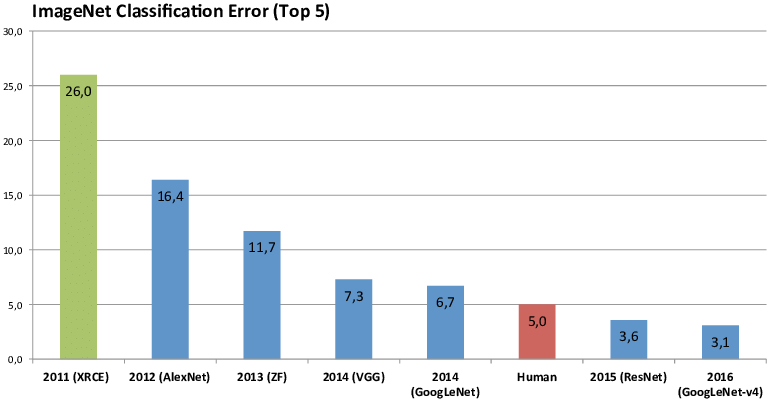 ImageNet Classification Error (Top 5)
30,0
25,0
20,0
15,0
10,0
5,0
0,0
26,0
16,4
11,7
7,3
6,7
5,0
3,6
3,1
2011 (XRCE)
2012 (AlexNet)
2013 (ZF)
2014 (VGG)
2014
(GoogLeNet)
Human
2015 (ResNet)
2016
(GoogLeNet-v4)